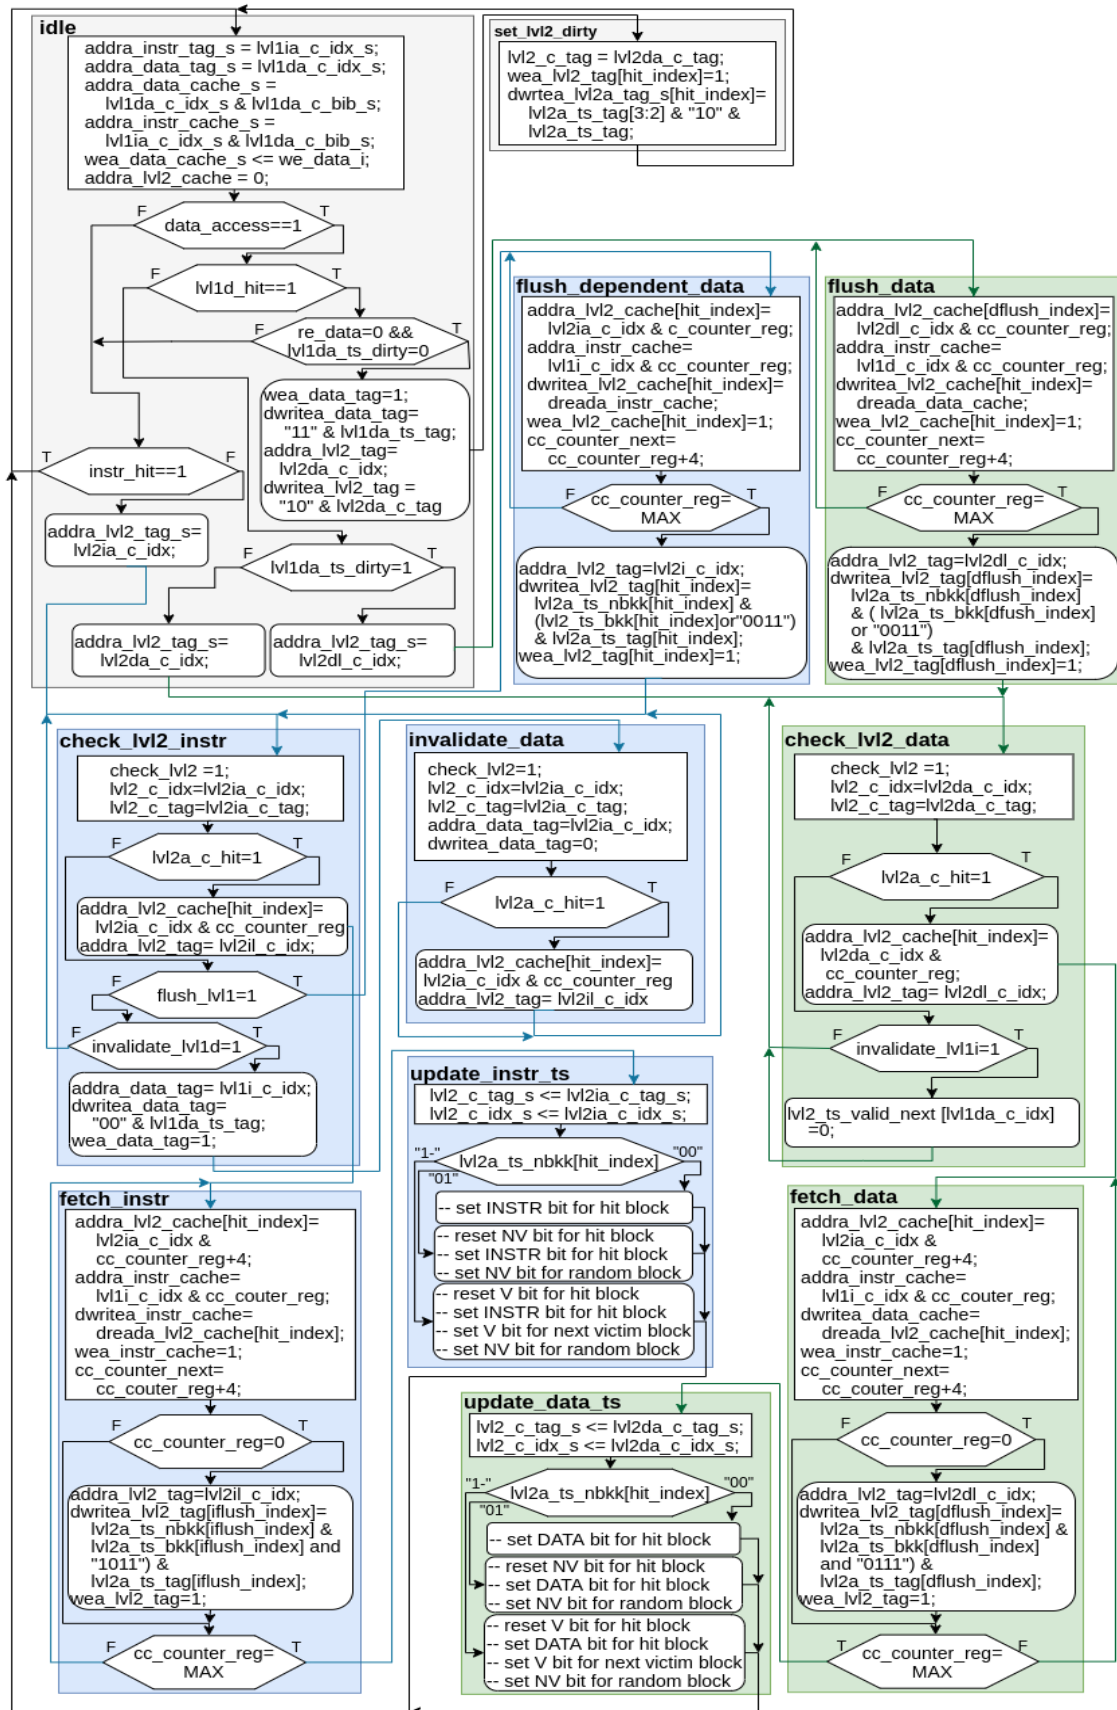 idle
addra_instr_tag_s = lvl1ia_c_idx_s;
addra_data_tag_s = lvl1da_c_idx_s;
addra_data_cache_s =
lvl1da_c_idx_s & lvl1da_c_bib_s;
addra_instr_cache_s =
lvl1ia_c_idx_s & lvl1da_c_bib_s;
wea_data_cache_s <= we_data_i;
addra_lvl2_cache = 0;
F
T
data_access==1
F
T
lvl1d_hit==1
F
T
re_data=0 &&
lvl1da_ts_dirty=0
wea_data_tag=1;
dwritea_data_tag=
"11" & lvl1da_ts_tag;
addra_lvl2_tag=
lvl2da_c_idx;
dwritea_lvl2_tag =
"10" & lvl2da_c_tag
T
F
instr_hit==1
addra_lvl2_tag_s=
lvl2ia_c_idx;
F
T
lvl1da_ts_dirty=1
addra_lvl2_tag_s=
lvl2da_c_idx;
addra_lvl2_tag_s=
lvl2dl_c_idx;
set_lvl2_dirty
lvl2_c_tag = lvl2da_c_tag;
wea_lvl2_tag[hit_index]=1;
dwrtea_lvl2a_tag_s[hit_index]=
lvl2a_ts_tag[3:2] & "10" &
lvl2a_ts_tag;
flush_dependent_data
addra_lvl2_cache[hit_index]=
lvl2ia_c_idx & c_counter_reg;
addra_instr_cache=
lvl1i_c_idx & cc_counter_reg;
dwritea_lvl2_cache[hit_index]=
dreada_instr_cache;
wea_lvl2_cache[hit_index]=1;
cc_counter_next=
cc_counter_reg+4;
F
T
cc_counter_reg=
MAX
addra_lvl2_tag=lvl2i_c_idx;
dwritea_lvl2_tag[hit_index]=
lvl2a_ts_nbkk[hit_index] &
(lvl2_ts_bkk[hit_index]or"0011")
& lvl2a_ts_tag[hit_index];
wea_lvl2_tag[hit_index]=1;
flush_data
addra_lvl2_cache[dflush_index]=
lvl2dl_c_idx & cc_counter_reg;
addra_instr_cache=
lvl1d_c_idx & cc_counter_reg;
dwritea_lvl2_cache[hit_index]=
dreada_data_cache;
wea_lvl2_cache[hit_index]=1;
cc_counter_next=
cc_counter_reg+4;
F
T
cc_counter_reg=
MAX
addra_lvl2_tag=lvl2dl_c_idx;
dwritea_lvl2_tag[dflush_index]=
lvl2a_ts_nbkk[dflush_index]
& ( lvl2a_ts_bkk[dfush_index]
or "0011")
& lvl2a_ts_tag[dflush_index];
wea_lvl2_tag[dflush_index]=1;
check_lvl2_instr
check_lvl2 =1;
lvl2_c_idx=lvl2ia_c_idx;
lvl2_c_tag=lvl2ia_c_tag;
F
T
lvl2a_c_hit=1
addra_lvl2_cache[hit_index]=
lvl2ia_c_idx & cc_counter_reg
addra_lvl2_tag= lvl2il_c_idx;
F
T
flush_lvl1=1
F
T
invalidate_lvl1d=1
addra_data_tag= lvl1i_c_idx;
dwritea_data_tag=
"00" & lvl1da_ts_tag;
wea_data_tag=1;
invalidate_data
check_lvl2=1;
lvl2_c_idx=lvl2ia_c_idx;
lvl2_c_tag=lvl2ia_c_tag;
addra_data_tag=lvl2ia_c_idx;
dwritea_data_tag=0;
F
T
lvl2a_c_hit=1
addra_lvl2_cache[hit_index]=
lvl2ia_c_idx & cc_counter_reg
addra_lvl2_tag= lvl2il_c_idx
check_lvl2_data
check_lvl2 =1;
lvl2_c_idx=lvl2da_c_idx;
lvl2_c_tag=lvl2da_c_tag;
F
T
lvl2a_c_hit=1
addra_lvl2_cache[hit_index]=
lvl2da_c_idx &
cc_counter_reg;
addra_lvl2_tag= lvl2dl_c_idx;
F
T
invalidate_lvl1i=1
lvl2_ts_valid_next [lvl1da_c_idx]
=0;
update_instr_ts
lvl2_c_tag_s <= lvl2ia_c_tag_s;
lvl2_c_idx_s <= lvl2ia_c_idx_s;
"1-"
"00"
lvl2a_ts_nbkk[hit_index]
"01"
-- set INSTR bit for hit block
-- reset NV bit for hit block
-- set INSTR bit for hit block
-- set NV bit for random block
-- reset V bit for hit block
-- set INSTR bit for hit block
-- set V bit for next victim block
-- set NV bit for random block
fetch_instr
addra_lvl2_cache[hit_index]=
lvl2ia_c_idx &
cc_counter_reg+4;
addra_instr_cache=
lvl1i_c_idx & cc_couter_reg;
dwritea_instr_cache=
dreada_lvl2_cache[hit_index];
wea_instr_cache=1;
cc_counter_next=
cc_couter_reg+4;
F
T
cc_counter_reg=0
addra_lvl2_tag=lvl2il_c_idx;
dwritea_lvl2_tag[iflush_index]=
lvl2a_ts_nbkk[iflush_index] &
lvl2a_ts_bkk[iflush_index] and
"1011") &
lvl2a_ts_tag[iflush_index];
wea_lvl2_tag=1;
F
T
cc_counter_reg=
MAX
update_data_ts
lvl2_c_tag_s <= lvl2da_c_tag_s;
lvl2_c_idx_s <= lvl2da_c_idx_s;
"1-"
"00"
lvl2a_ts_nbkk[hit_index]
"01"
-- set DATA bit for hit block
-- reset NV bit for hit block
-- set DATA bit for hit block
-- set NV bit for random block
-- reset V bit for hit block
-- set DATA bit for hit block
-- set V bit for next victim block
-- set NV bit for random block
fetch_data
addra_lvl2_cache[hit_index]=
lvl2ia_c_idx &
cc_counter_reg+4;
addra_instr_cache=
lvl1i_c_idx & cc_couter_reg;
dwritea_data_cache=
dreada_lvl2_cache[hit_index];
wea_instr_cache=1;
cc_counter_next=
cc_couter_reg+4;
F
T
cc_counter_reg=0
addra_lvl2_tag=lvl2dl_c_idx;
dwritea_lvl2_tag[dflush_index]=
lvl2a_ts_nbkk[dflush_index] &
lvl2a_ts_bkk[dflush_index]
and "0111") &
lvl2a_ts_tag[dflush_index];
wea_lvl2_tag=1;
T
F
cc_counter_reg=
MAX